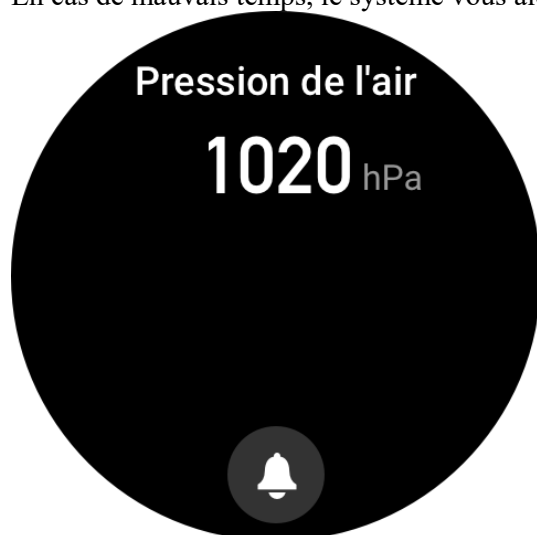 En cas de mauvais temps, le système vous
Pression de l'air
1020 hPa